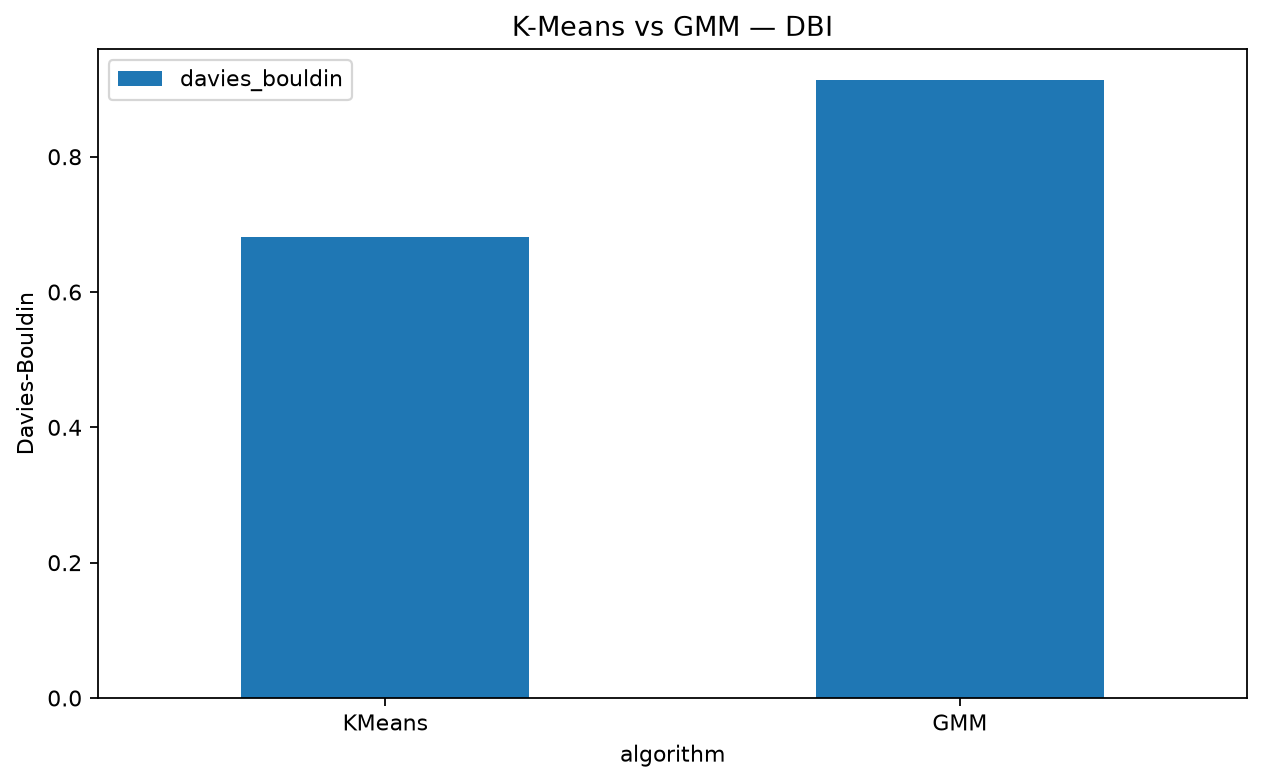 K-Means vs GMM — DBI
davies_bouldin
Davies-Bouldin
0.8
0.6
0.4
0.2
0.0
KMeans
GMM
algorithm